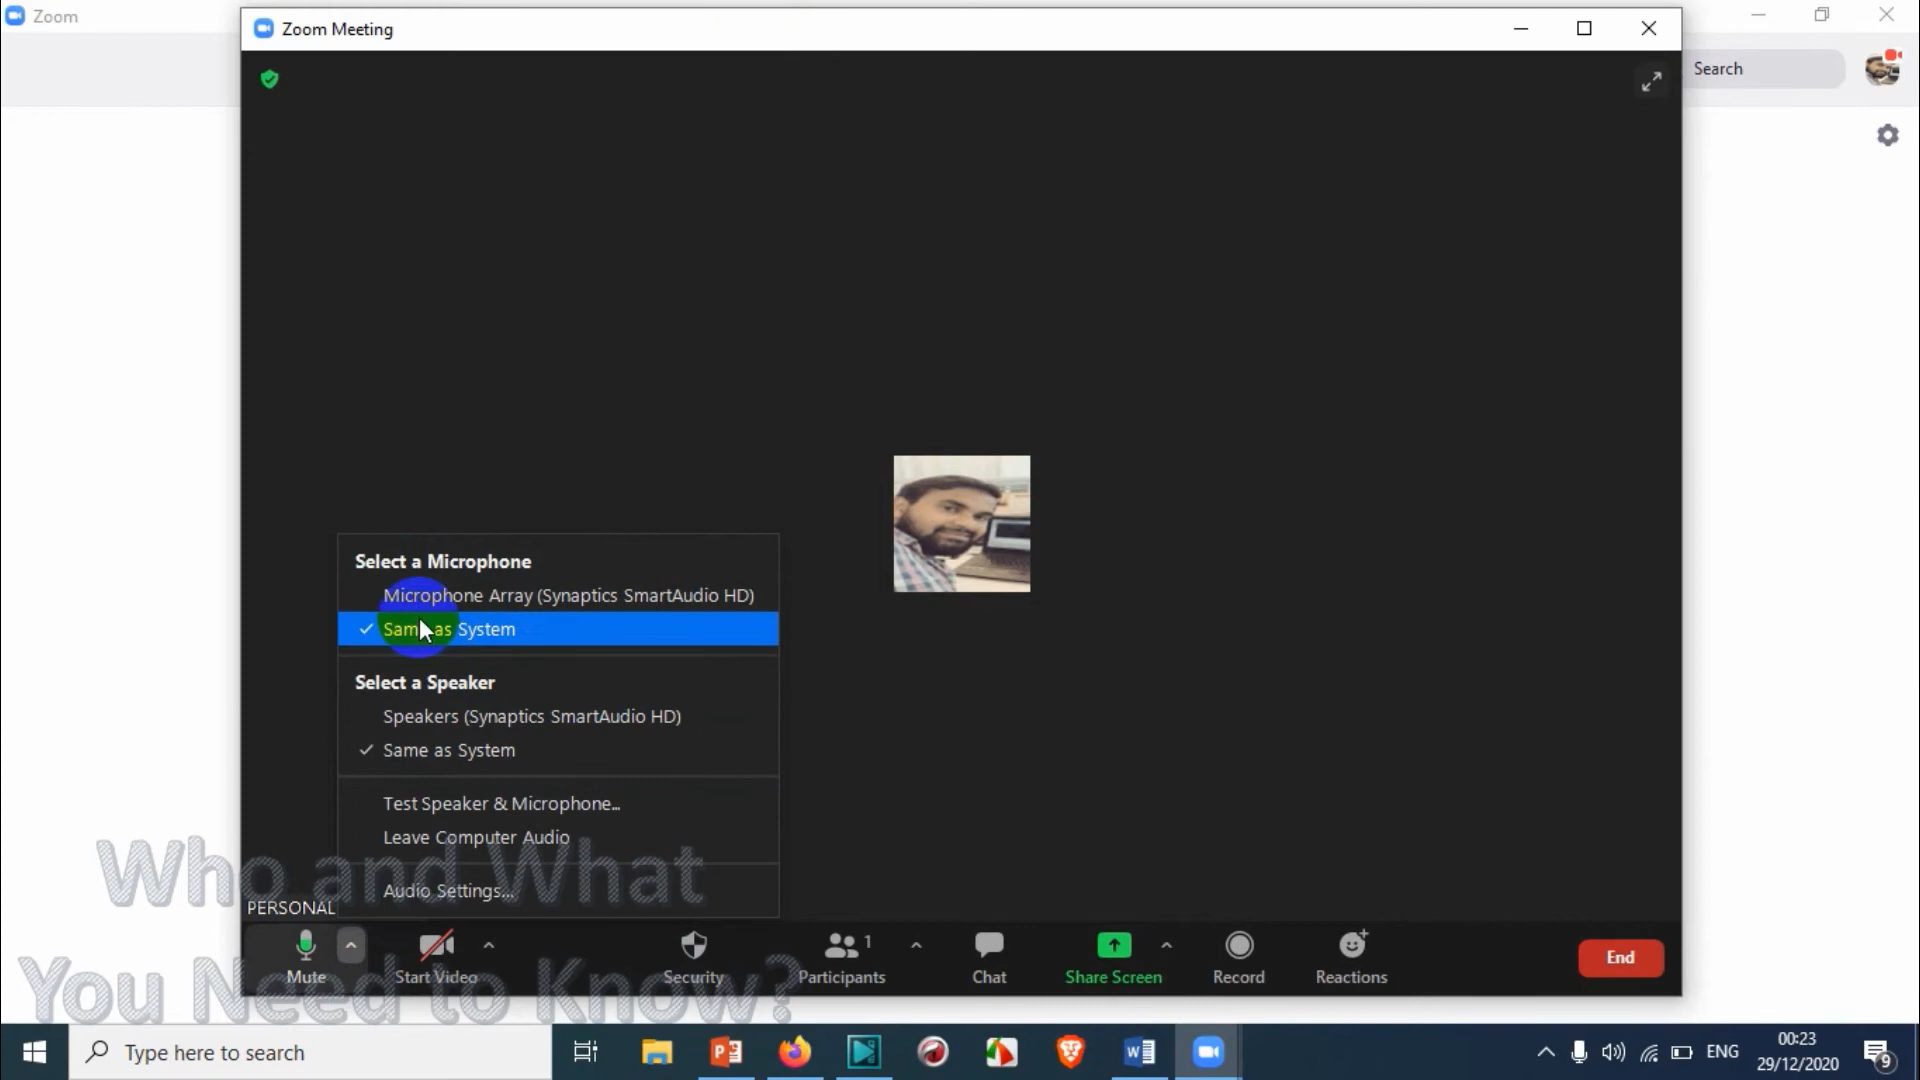 Zoom
Zoom Meeting
Search
Select a Microphone
Microphone Array (Synaptics SmartAudio HD)
Same as System
Select a Speaker
Speakers (Synaptics SmartAudio HD)
Same as System
Test Speaker & Microphone...
Leave Computer Audio
Audio Settings...
Who and What
You Need to Know?
PERSONAL
Mute
Start Video
Security
Participants
1
Chat
Share Screen
Record
Reactions
End
Type here to search
ENG
00:23
29/12/2020
9